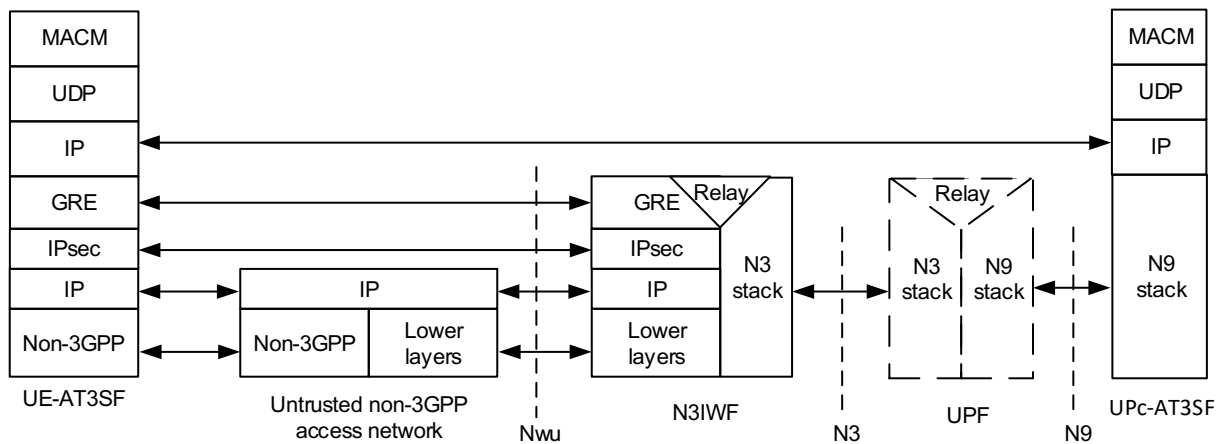 MACM
UDP
IP
GRE
IPsec
IP
Non-3GPP
UE-AT3SF
IP
Non-3GPP
Lower
layers
Untrusted non-3GPP
access network
Nwu
GRE
Relay
IPsec
IP
Lower
layers
N3
stack
N3IWF
N3
Relay
N3
stack
N9
stack
UPF
N9
MACM
UDP
IP
N9
stack
UPc-AT3SF